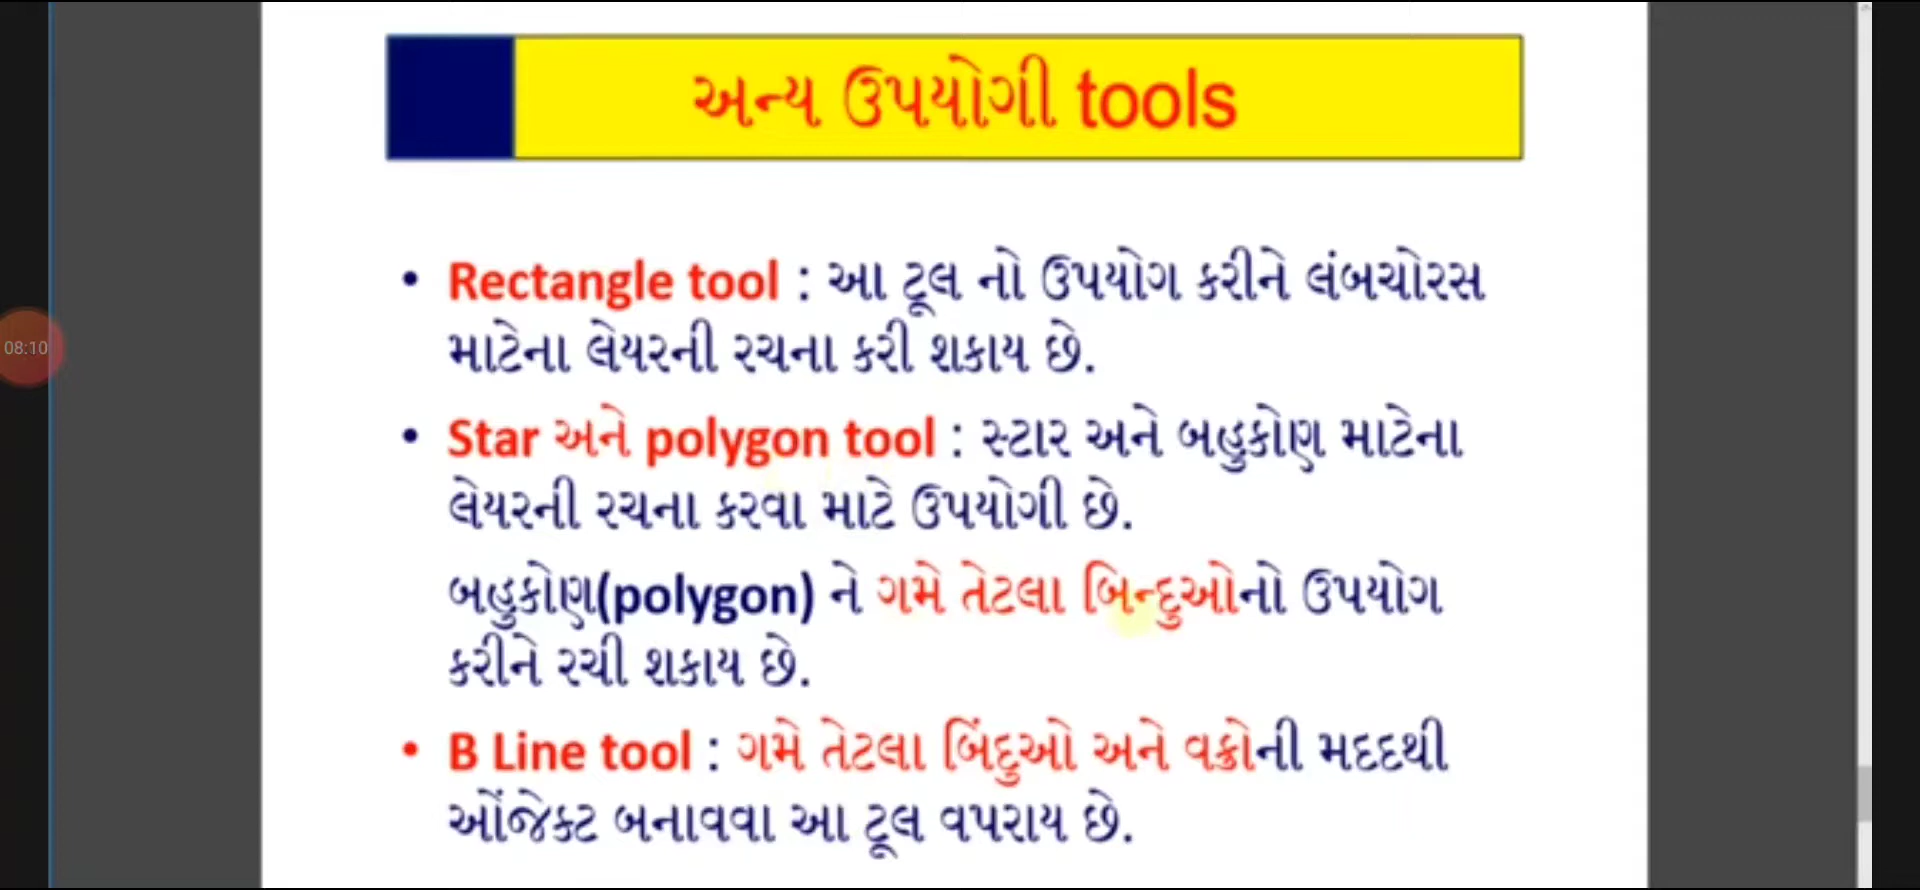 અન્ય ઉપયોગી tools
• Rectangle tool : આ ટૂલ નો ઉપયોગ કરીને લંબચોરસ
માટેના લેયરની રચના કરી શકાય છે.
• Star અને polygon tool : સ્ટાર અને બહુકોણ માટેના
લેયરની રચના કરવા માટે ઉપયોગી છે.
બહુકોણ(polygon) ને ગમે તેટલા બિન્દુઓનો ઉપયોગ
કરીને રચી શકાય છે.
08:10
• B Line tool : ગમે તેટલા બિંદુઓ અને વક્રોની મદદથી
ઓંજેક્ટ બનાવવા આ ટૂલ વપરાય છે.